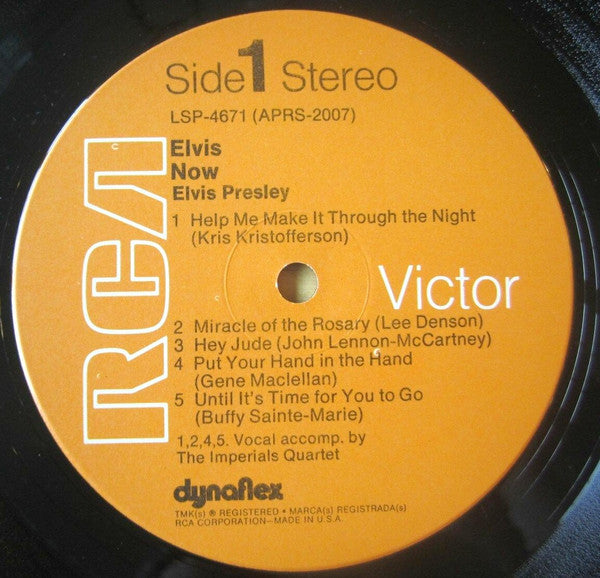 Side 1 Stereo
LSP-4671 (APRS-2007)
Elvis
Now
Elvis Presley
1 Help Me Make It Through the Night
(Kris Kristofferson)
RCA
Victor
2 Miracle of the Rosary (Lee Denson)
3 Hey Jude (John Lennon-McCartney)
4 Put Your Hand in the Hand
(Gene Maclellan)
5 Until It's Time for You to Go
(Buffy Sainte-Marie)
1,2,4,5. Vocal accomp. by
The Imperials Quartet
dynaflex
TMK(s) ® REGISTERED • MARCA(s) REGISTRADA(s)
RCA CORPORATION—MADE IN U.S.A.